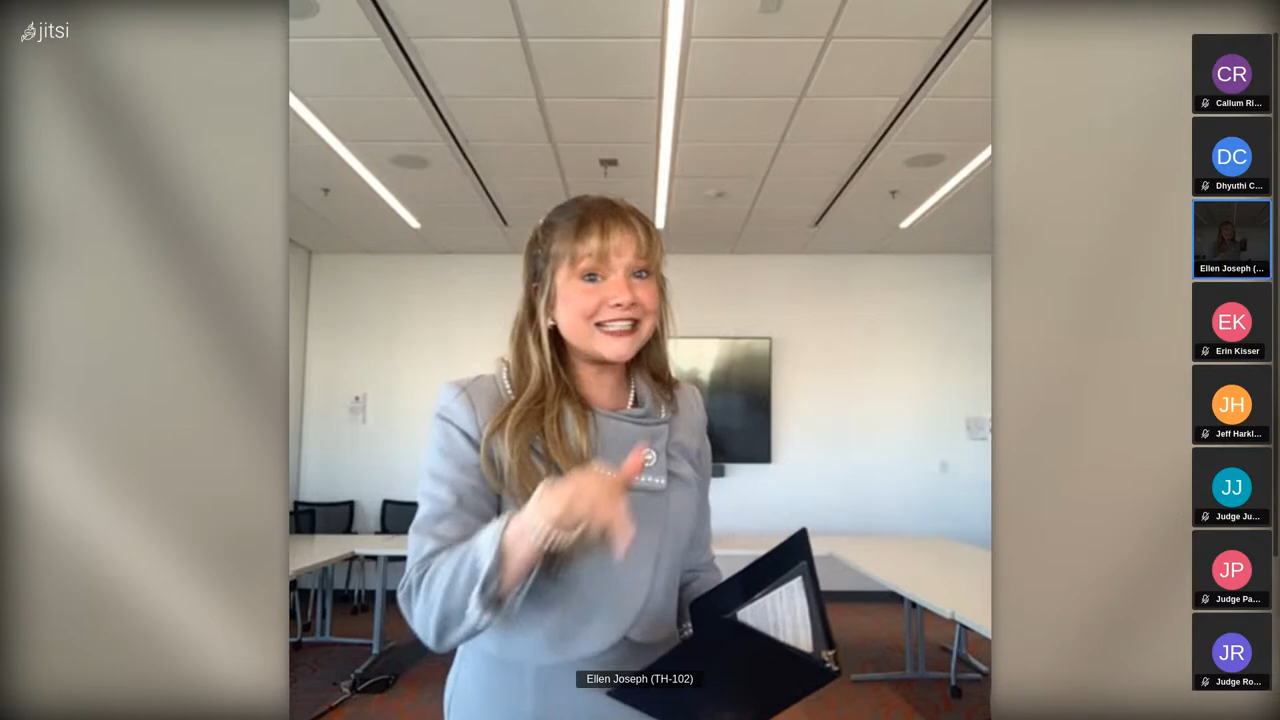 jitsi
CR
Callum Ri...
DC
Dhyuthi C...
Ellen Joseph (...
EK
Erin Kisser
JH
Jeff Harkl...
JJ
Judge Ju...
JP
Judge Pa...
JR
Judge Ro...
Ellen Joseph (TH-102)